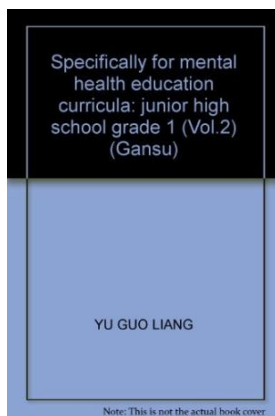 Specifically for mental
health education
curricula: junior high
school grade 1 (Vol.2)
(Gansu)
YU GUO LIANG
Note: This is not the actual book cover